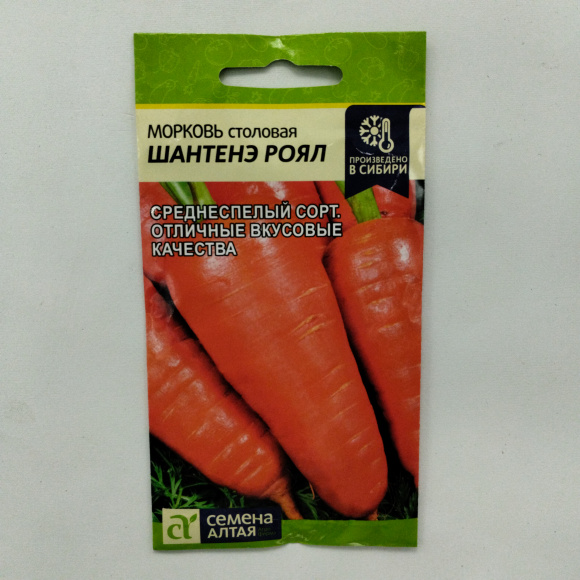 МОРКОВЬ столовая
ШАНТЕНЭ РОЯЛ
ПРОИЗВЕДЕНО
В СИБИРИ
СРЕДНЕСПЕЛЫЙ СОРТ.
ОТЛИЧНЫЕ ВКУСОВЫЕ
КАЧЕСТВА
семена
АЛТАЯ